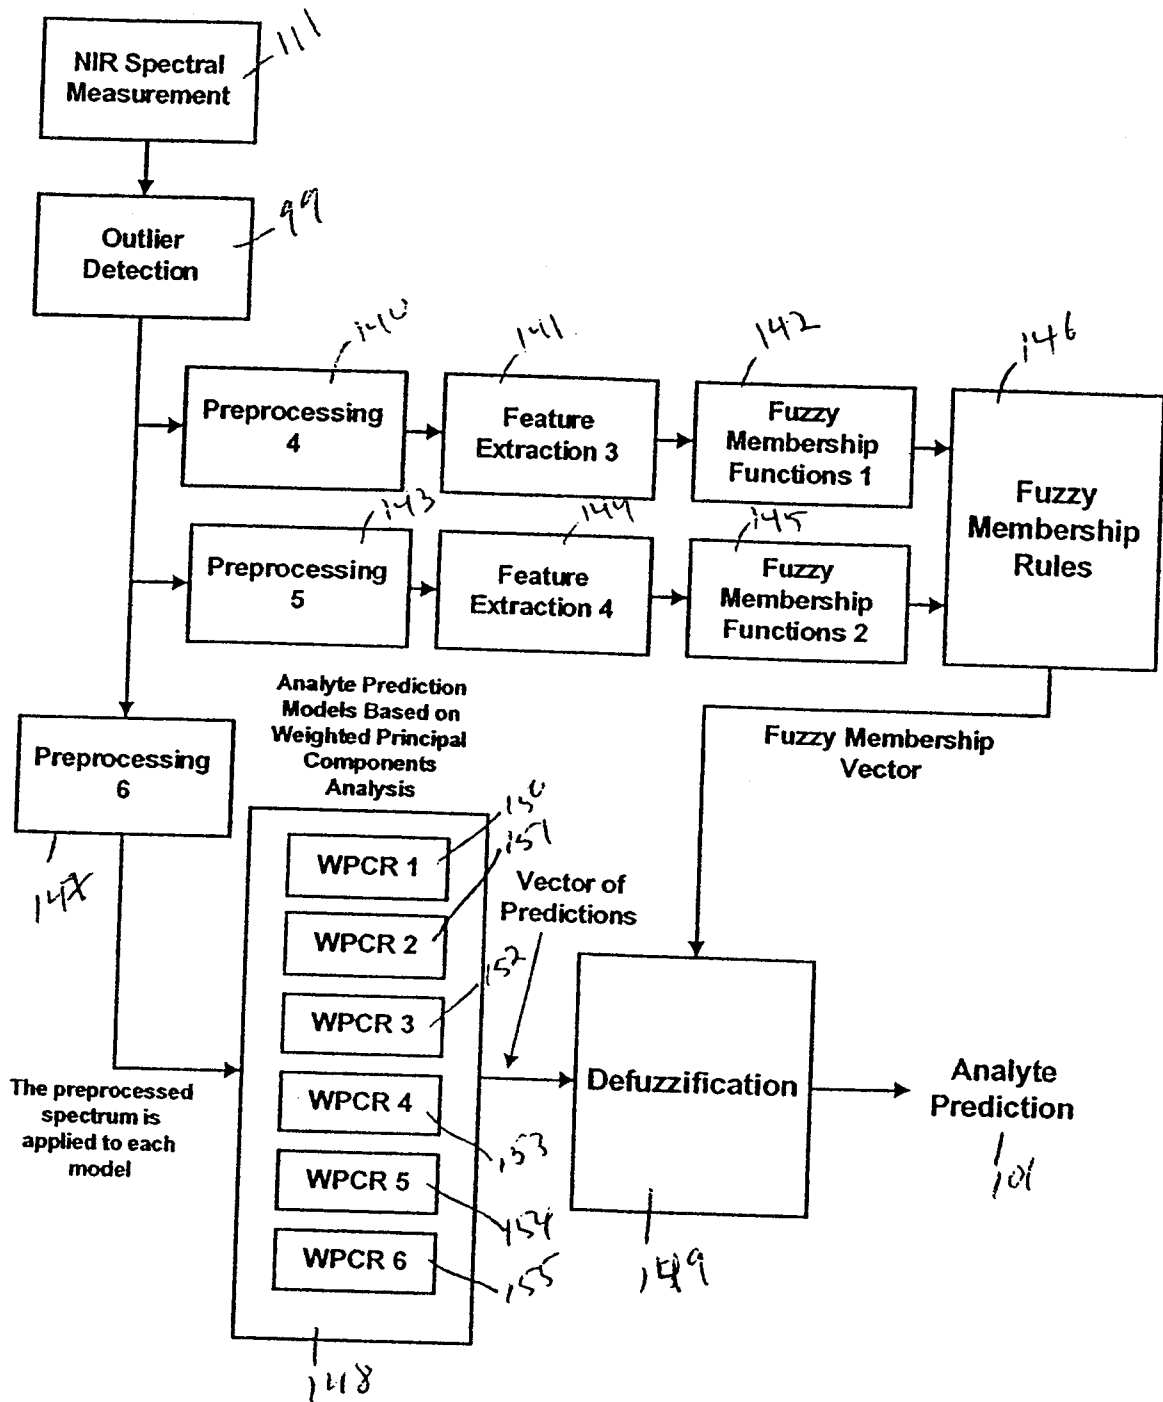 NIR Spectral
Measurement
111
Outlier
Detection
99
140
141
142
146
Preprocessing
4
Feature
Extraction 3
Fuzzy
Membership
Functions 1
Fuzzy
Membership
Rules
143
144
145
Preprocessing
5
Feature
Extraction 4
Fuzzy
Membership
Functions 2
Analyte Prediction
Models Based on
Weighted Principal
Components
Analysis
Preprocessing
6
Fuzzy Membership
Vector
150
151
WPCR 1
Vector of
Predictions
WPCR 2
152
WPCR 3
Defuzzification
Analyte
Prediction
101
The preprocessed
spectrum is
applied to each
model
WPCR 4
153
WPCR 5
154
WPCR 6
155
149
148